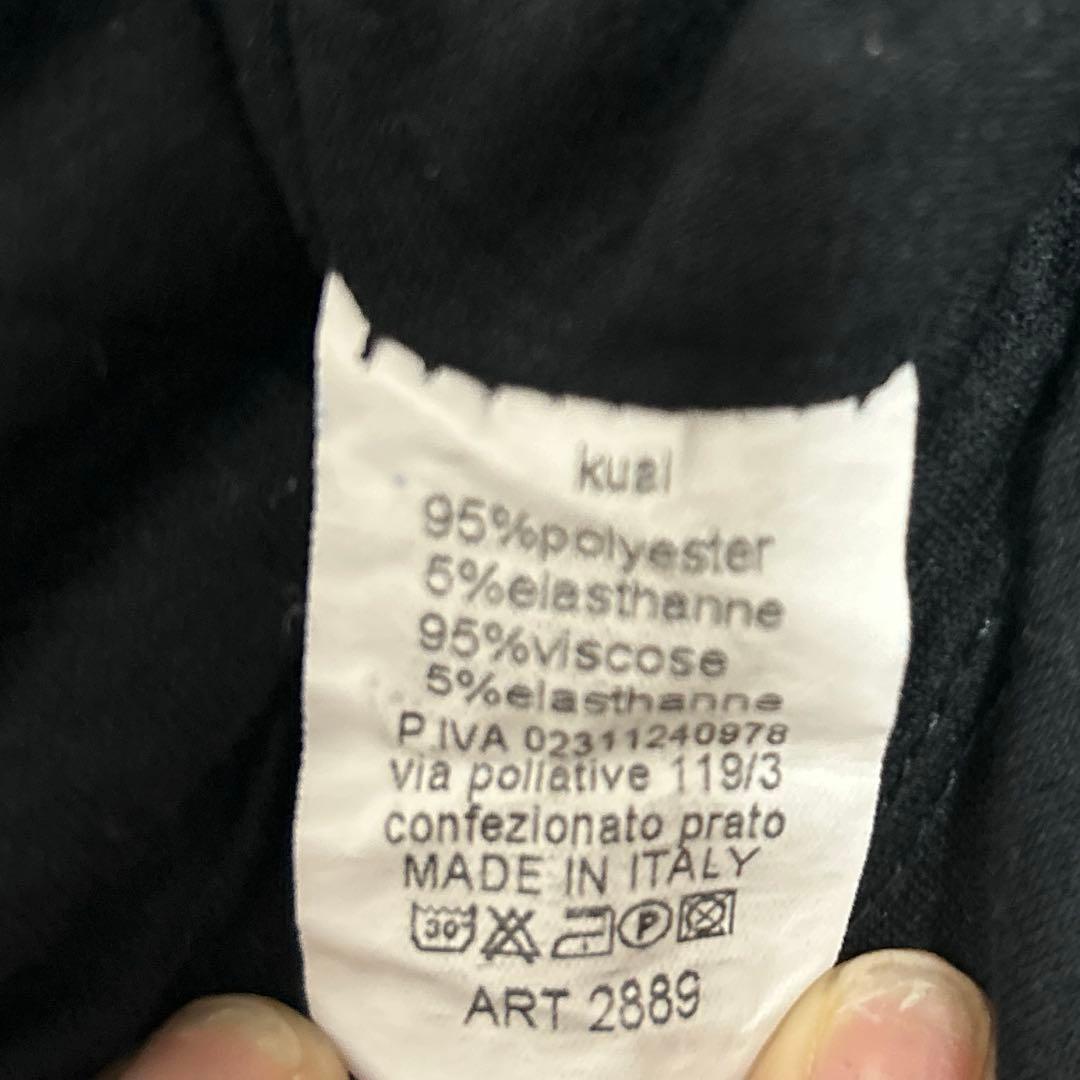 kual
95%polyester
5%elasthanne
95%viscose
5%elasthanne
P.IVA 02311240978
via pollative 119/3
confezionato prato
MADE IN ITALY
30 P
ART 2889